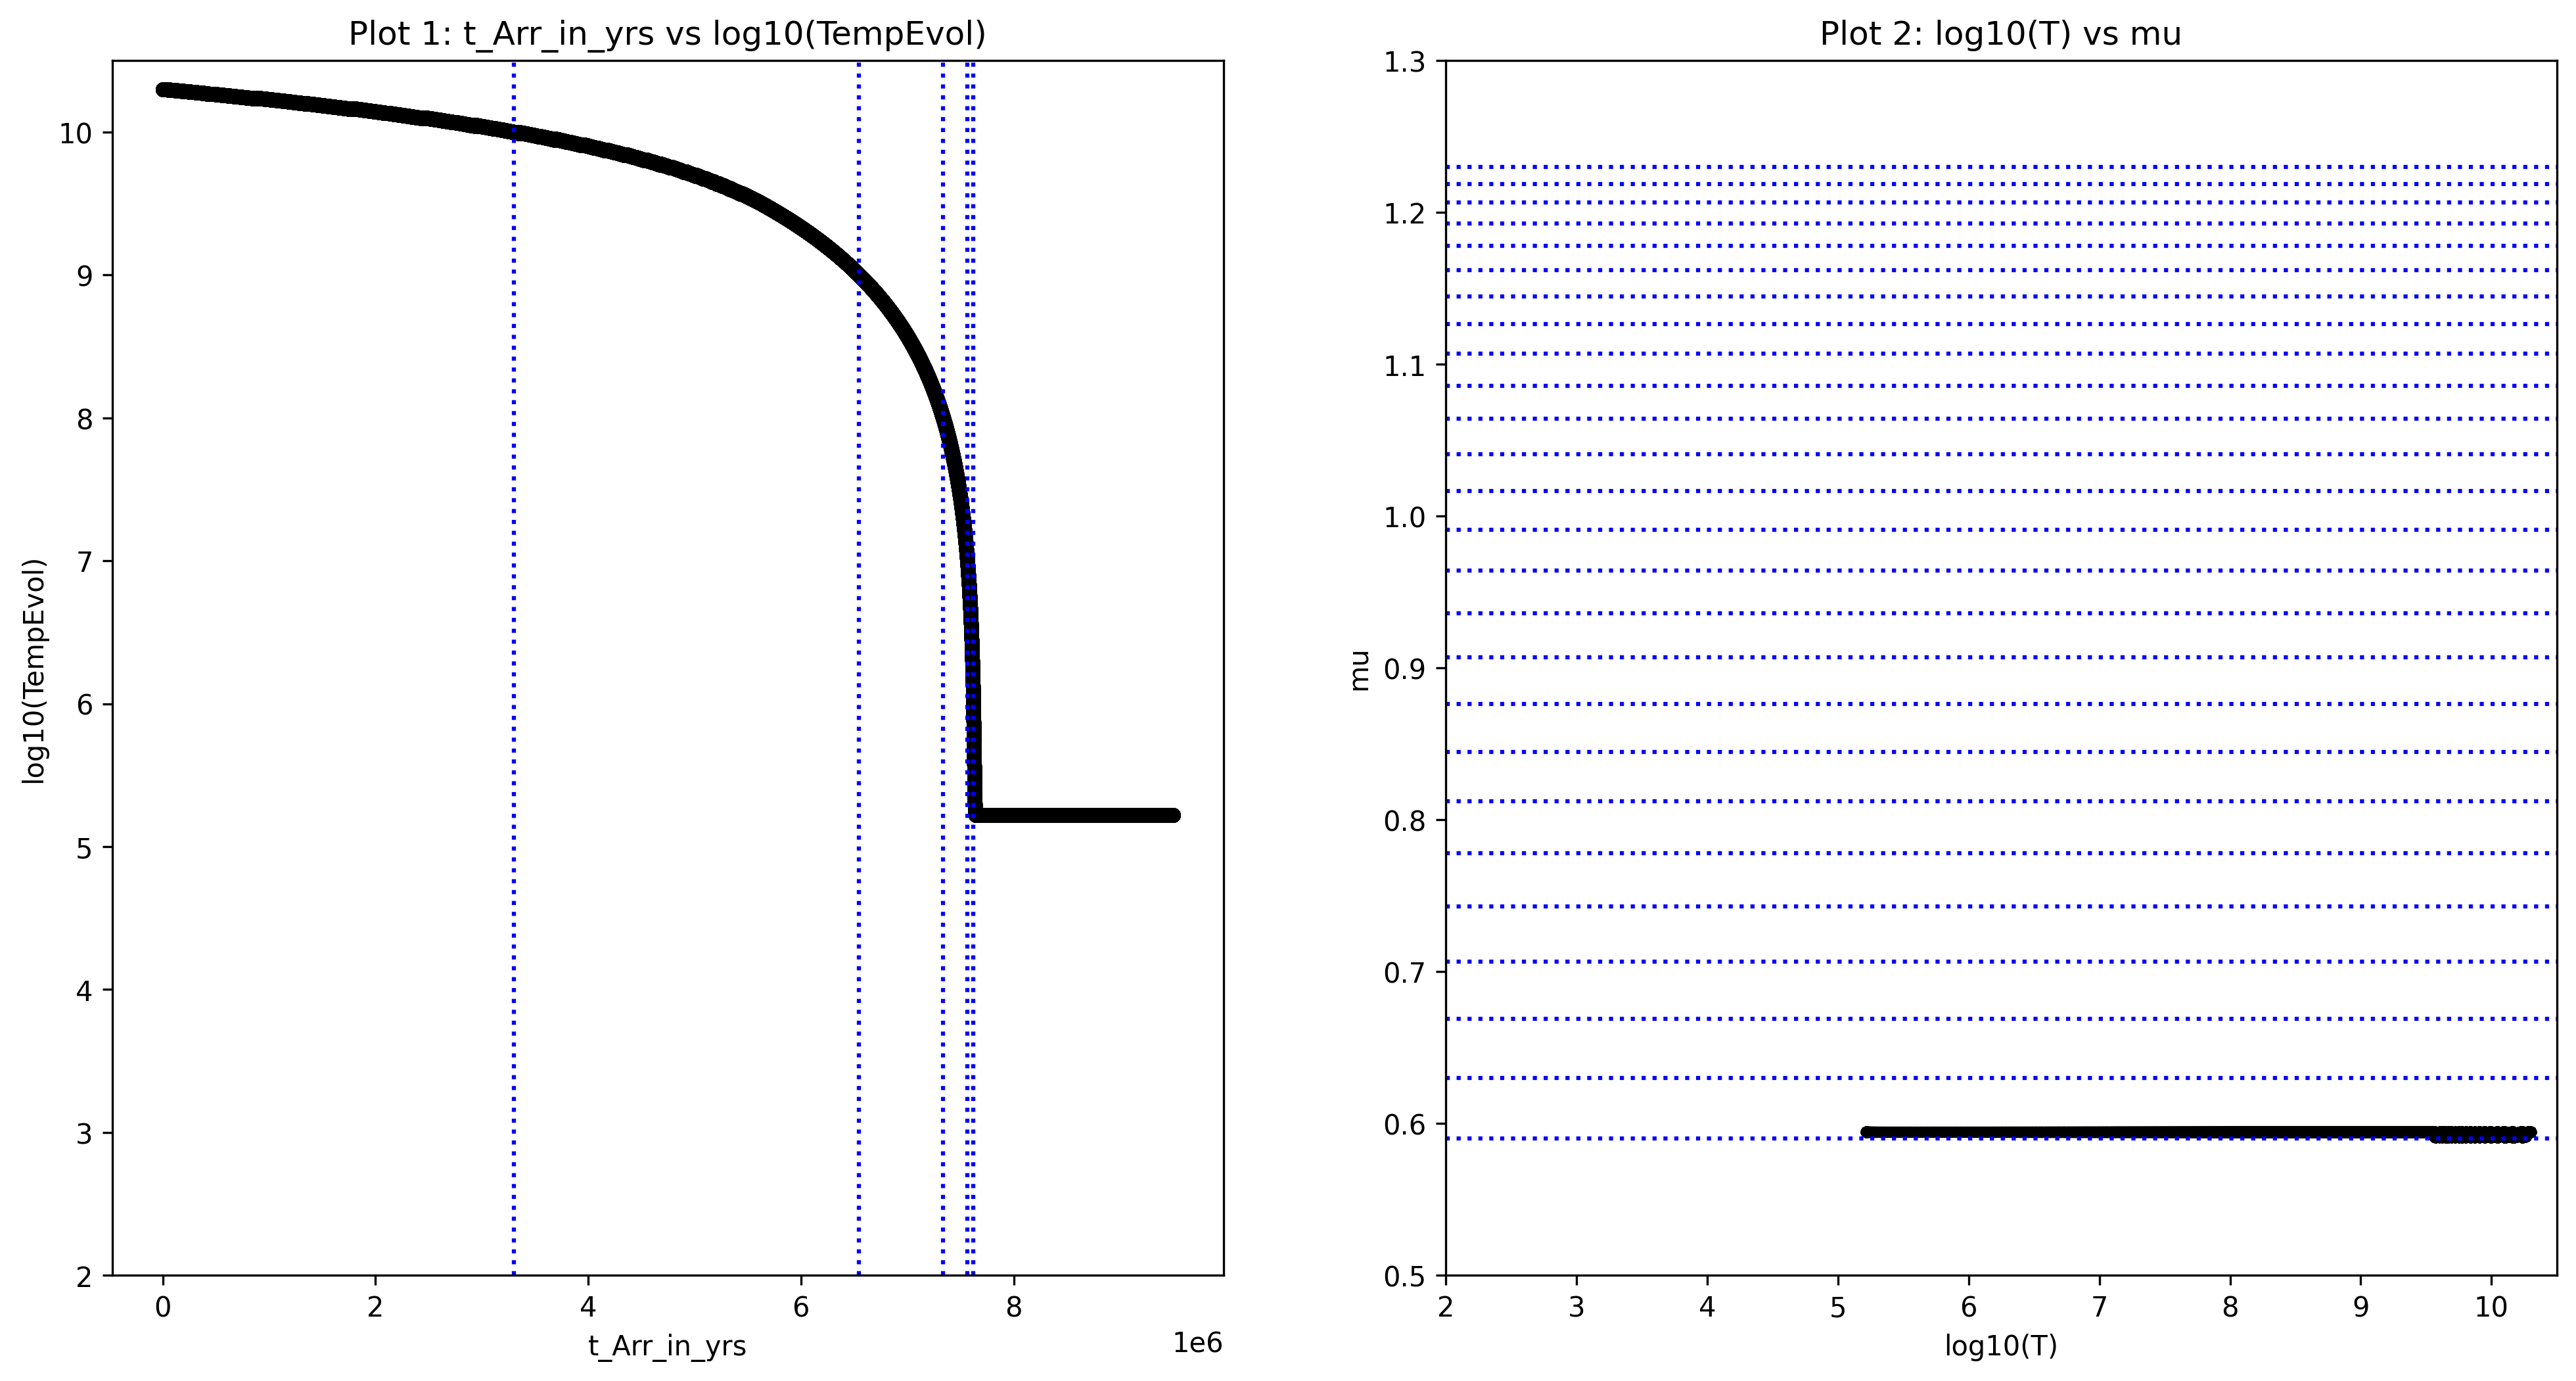 Plot 1: t_Arr_in_yrs vs log10(TempEvol)
10
9
8
7
6
5
4
3
2
log10(TempEvol)
0 2 4 6 8
1e6
t_Arr_in_yrs
Plot 2: log10(T) vs mu
1.3
1.2
1.1
1.0
0.9
0.8
0.7
0.6
0.5
mu
2 3 4 5 6 7 8 9 10
log10(T)